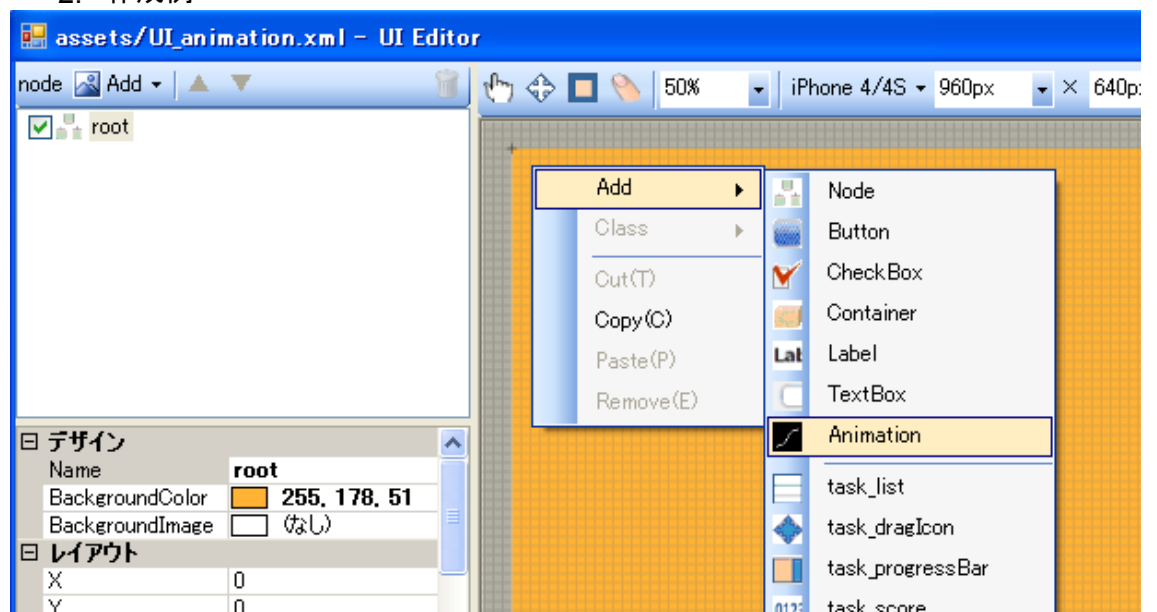 assets/UI_animation.xml - UI Editor
node Add
50%
iPhone 4/4S
960px
×
root
Add
Class
Cut(T)
Copy(C)
Paste(P)
Remove(E)
Node
Button
CheckBox
Container
Label
TextBox
Animation
task_list
task_dragIcon
task_progressBar
task_score
デザイン
Name root
BackgroundColor 255, 178, 51
BackgroundImage (なし)
レイアウト
X 0
Y 0